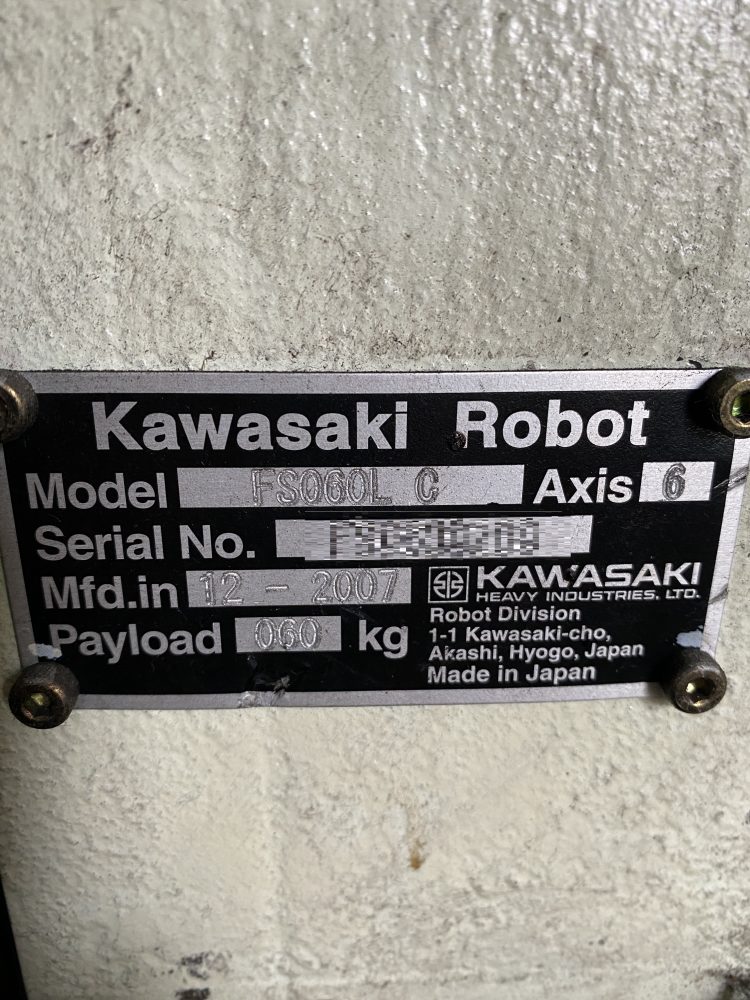 Kawasaki Robot
Model FS060L C Axis 6
Serial No.
Mfd.in 12 - 2007
KAWASAKI
HEAVY INDUSTRIES, LTD.
Payload 060 kg
Robot Division
1-1 Kawasaki-cho,
Akashi, Hyogo, Japan
Made in Japan